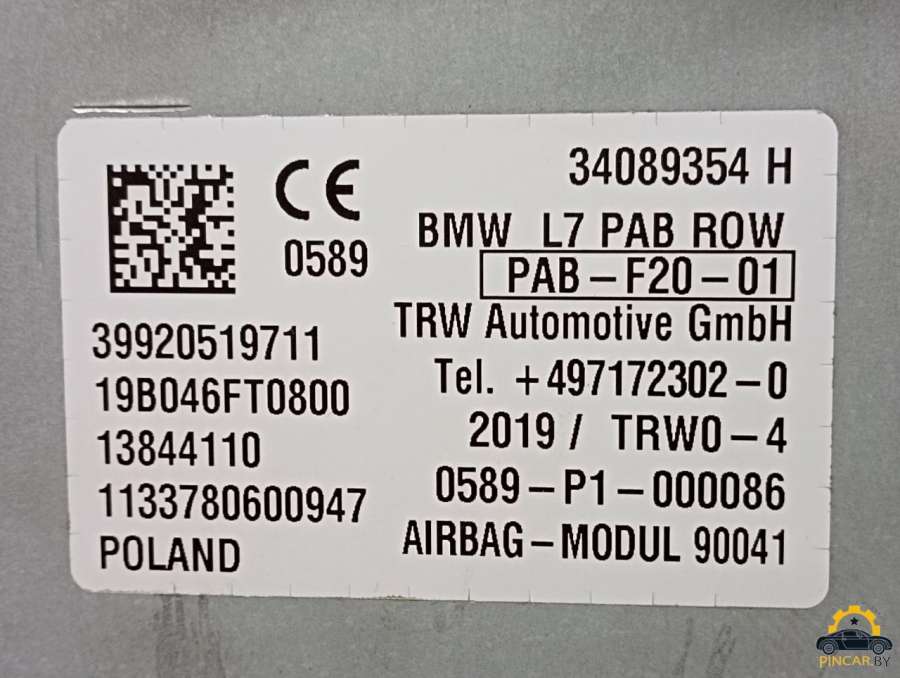 CE
0589
39920519711
19B046FT0800
13844110
1133780600947
POLAND
34089354 H
BMW L7 PAB ROW
PAB-F20-01
TRW Automotive GmbH
Tel. +497172302-0
2019 / TRW0-4
0589-P1-000086
AIRBAG-MODUL 90041
PINCAR.BY